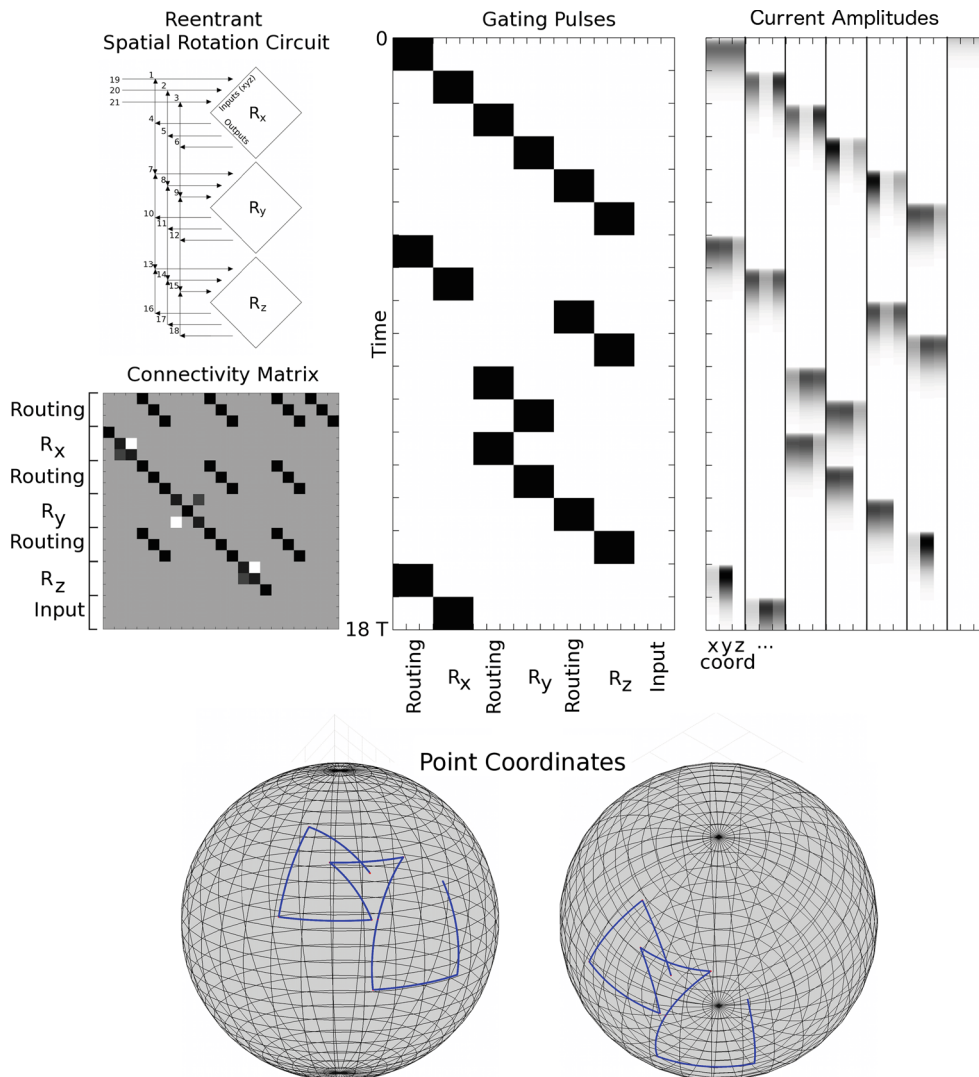 Reentrant
Spatial Rotation Circuit
19
20
21
1
2
3
4
5
6
7
8
9
10
11
12
13
14
15
16
17
18
Inputs (xyz)
Outputs
Rx
Ry
Rz
Connectivity Matrix
Routing
Rx
Routing
Ry
Routing
Rz
Input
Gating Pulses
0
Time
18 T
Routing
Rx
Routing
Ry
Routing
Rz
Input
Current Amplitudes
x y z ...
coord
Point Coordinates